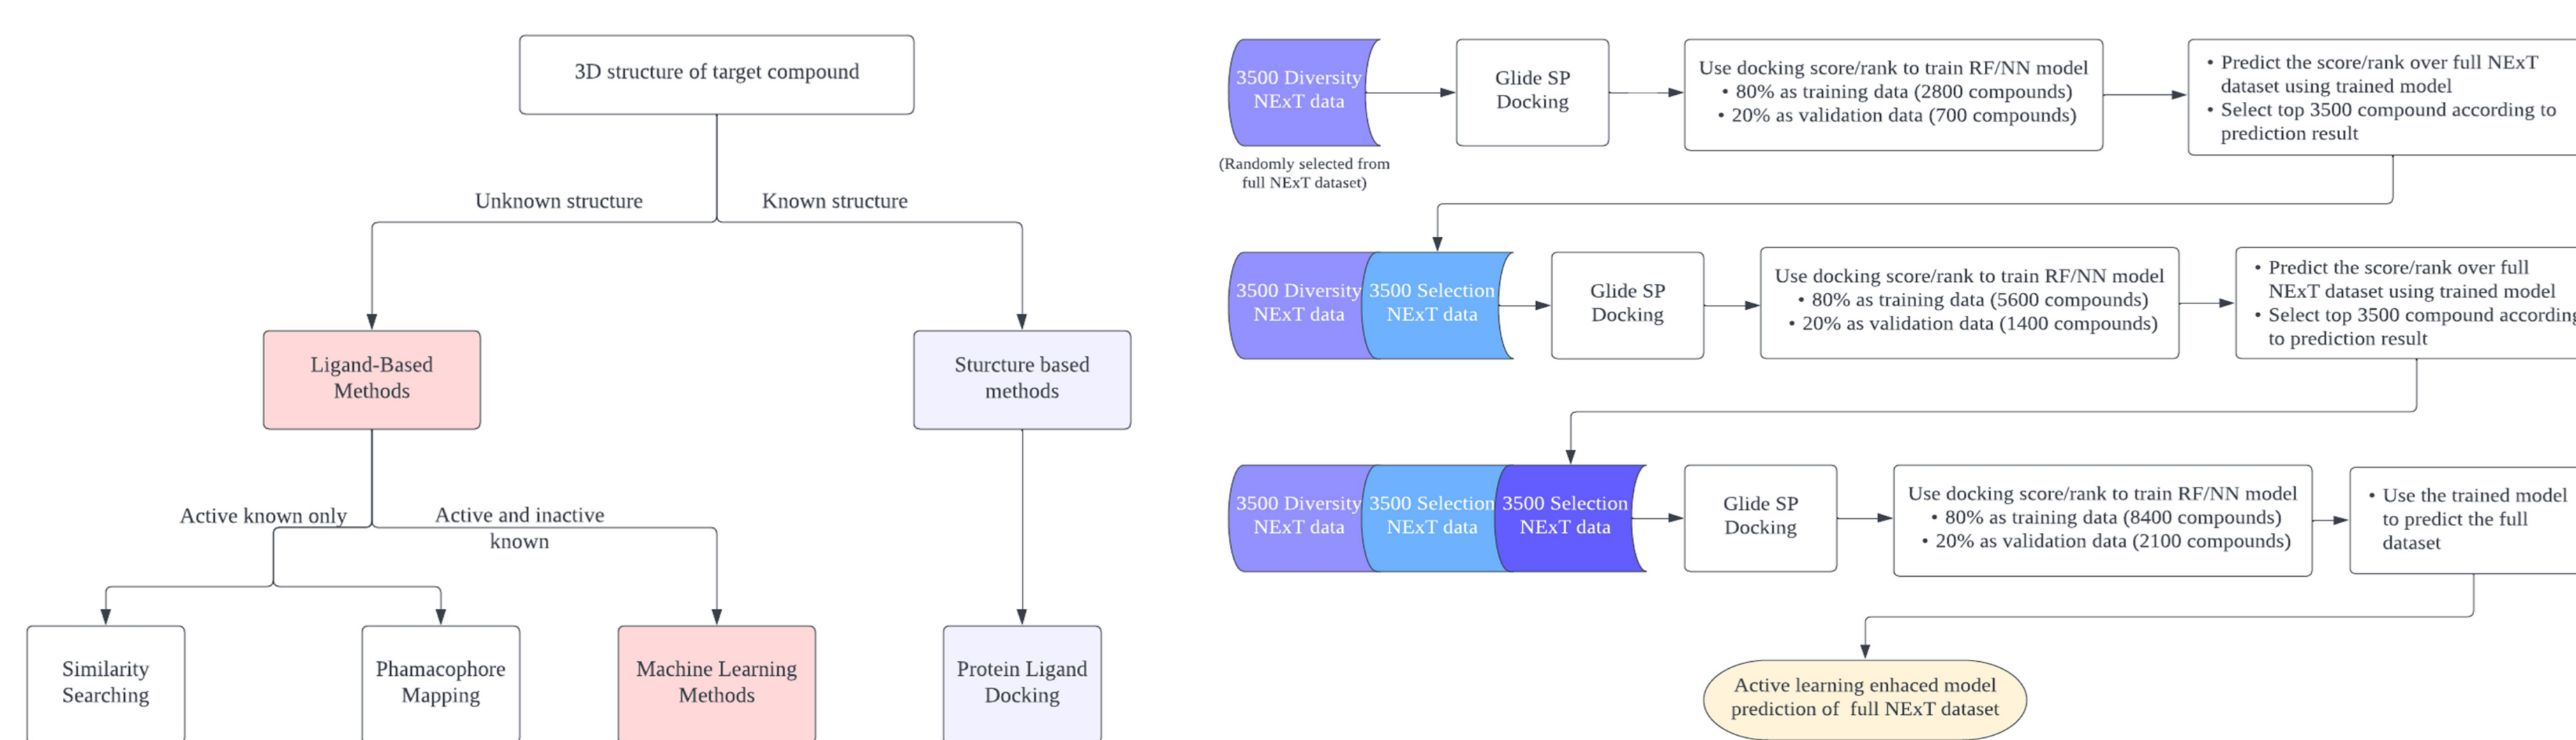 3D structure of target compound
Unknown structure
Known structure
Ligand-Based
Methods
Sturcture based
methods
Active known only
Active and inactive
known
Similarity
Searching
Phamacophore
Mapping
Machine Learning
Methods
Protein Ligand
Docking
3500 Diversity
NExT data
(Randomly selected from
full NExT dataset)
Glide SP
Docking
Use docking score/rank to train RF/NN model
• 80% as training data (2800 compounds)
• 20% as validation data (700 compounds)
• Predict the score/rank over full NExT
dataset using trained model
• Select top 3500 compound according to
prediction result
3500 Diversity
NExT data
3500 Selection
NExT data
Glide SP
Docking
Use docking score/rank to train RF/NN model
• 80% as training data (5600 compounds)
• 20% as validation data (1400 compounds)
• Predict the score/rank over full
NExT dataset using trained model
• Select top 3500 compound according
to prediction result
3500 Diversity
NExT data
3500 Selection
NExT data
3500 Selection
NExT data
Glide SP
Docking
Use docking score/rank to train RF/NN model
• 80% as training data (8400 compounds)
• 20% as validation data (2100 compounds)
• Use the trained model
to predict the full
dataset
Active learning enhaced model
prediction of full NExT dataset